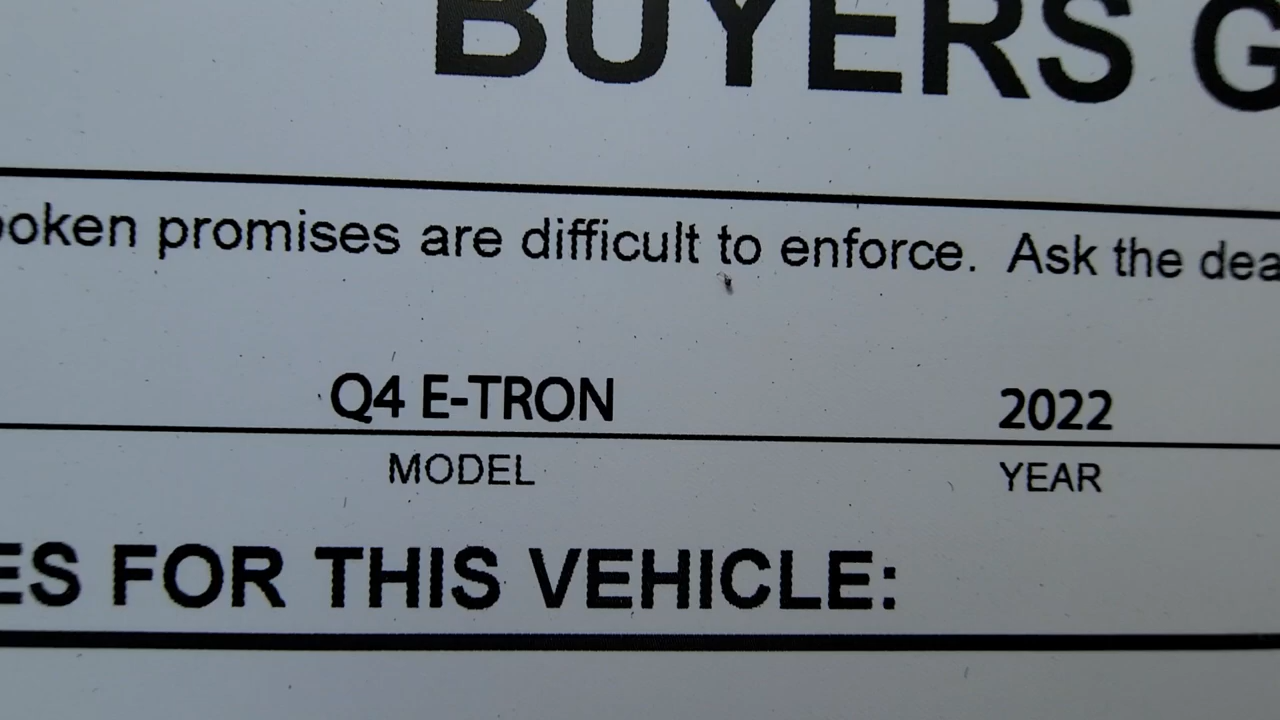 BUYERS G
poken promises are difficult to enforce. Ask the dea
Q4 E-TRON 2022
MODEL YEAR
ES FOR THIS VEHICLE: